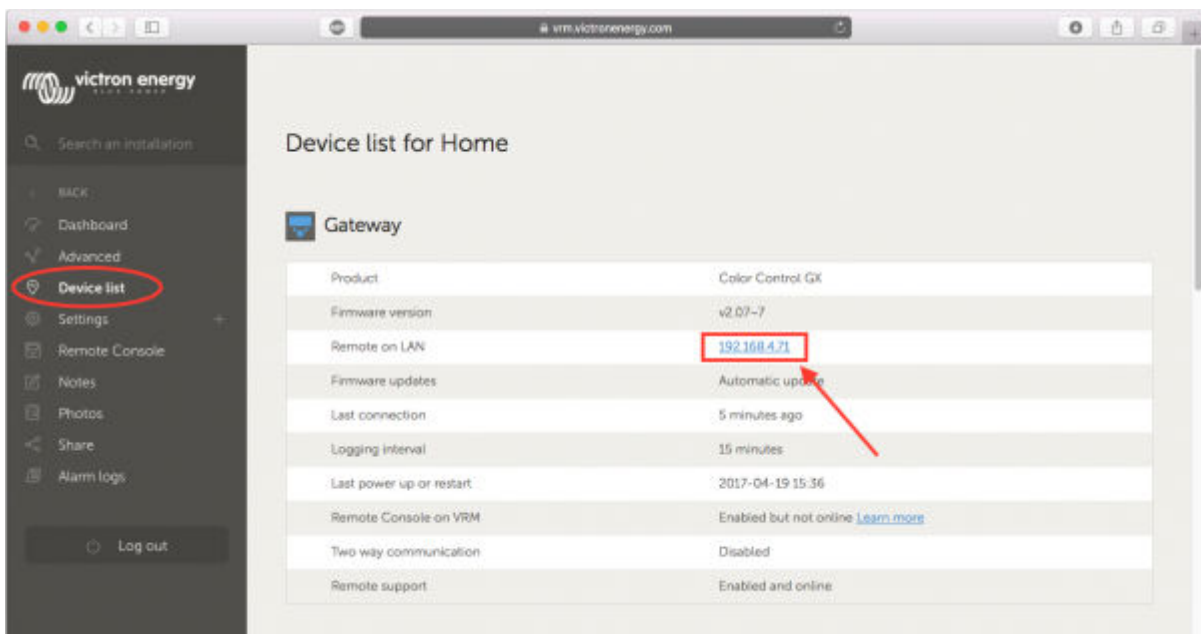 vrm.victronenergy.com
victron energy
BLUE POWER
Search an installation
BACK
Dashboard
Advanced
Device list
Settings
Remote Console
Notes
Photos
Share
Alarm logs
Log out
Device list for Home
Gateway
Product Color Control GX
Firmware version v2.07~7
Remote on LAN 192.168.4.71
Firmware updates Automatic update
Last connection 5 minutes ago
Logging interval 15 minutes
Last power up or restart 2017-04-19 15:36
Remote Console on VRM Enabled but not online Learn more
Two way communication Disabled
Remote support Enabled and online